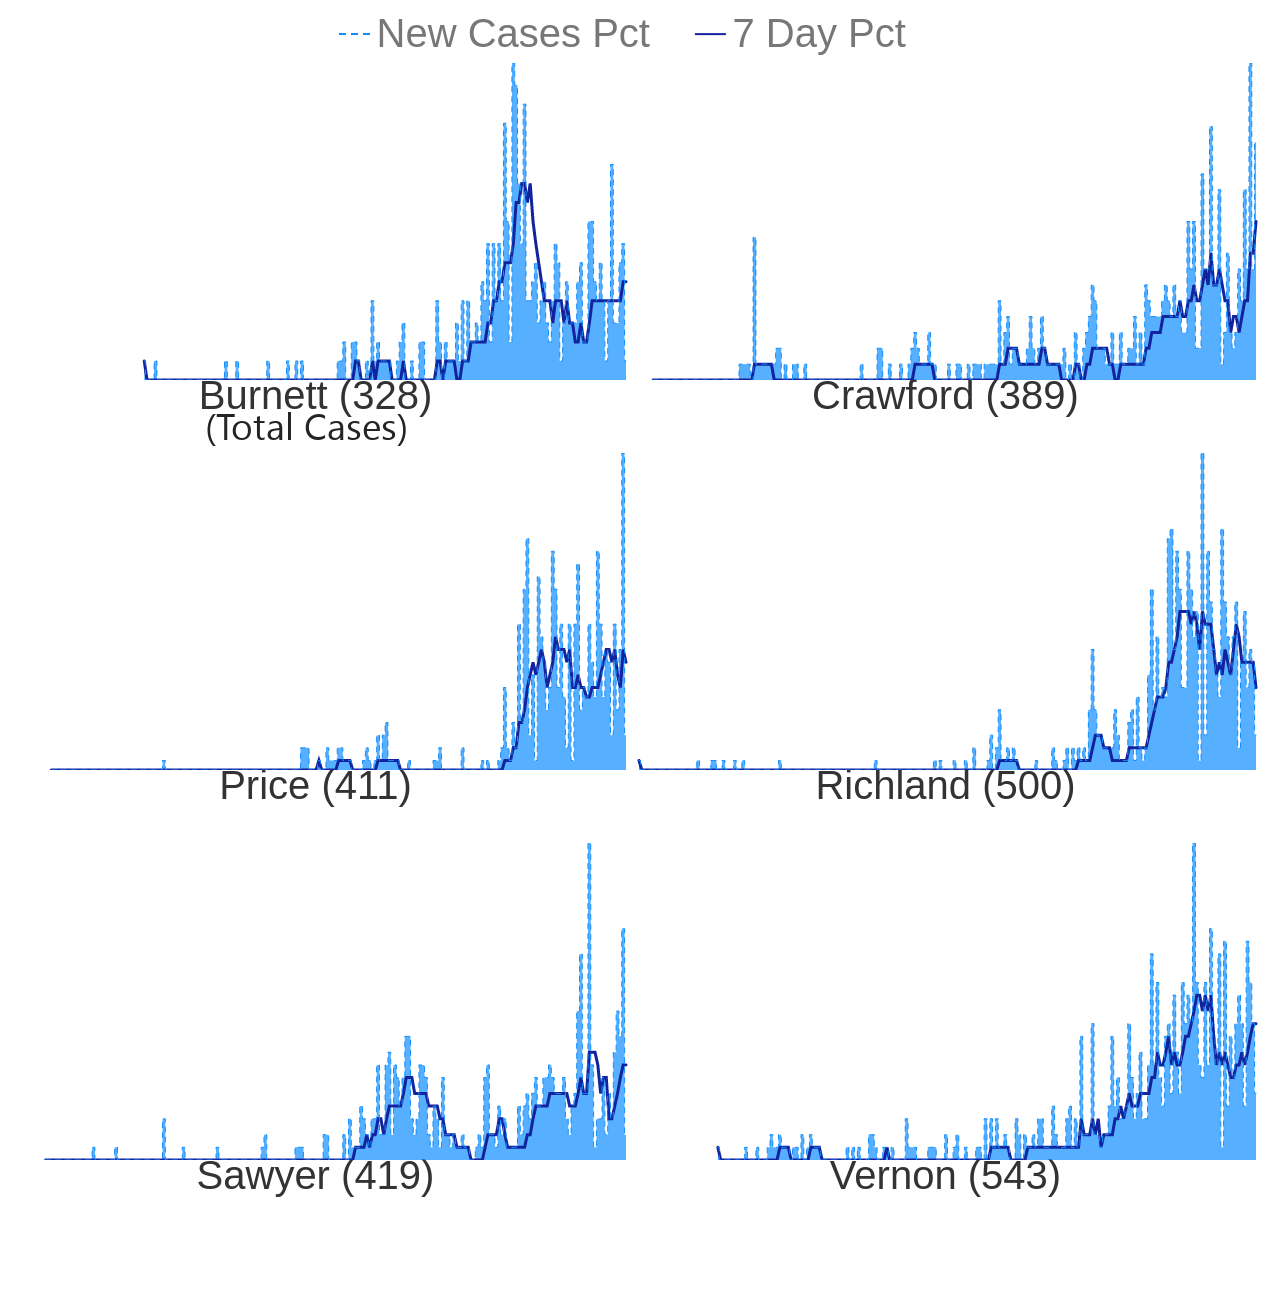 New Cases Pct 7 Day Pct
Burnett (328) Crawford (389)
(Total Cases)
Price (411) Richland (500)
Sawyer (419) Vernon (543)